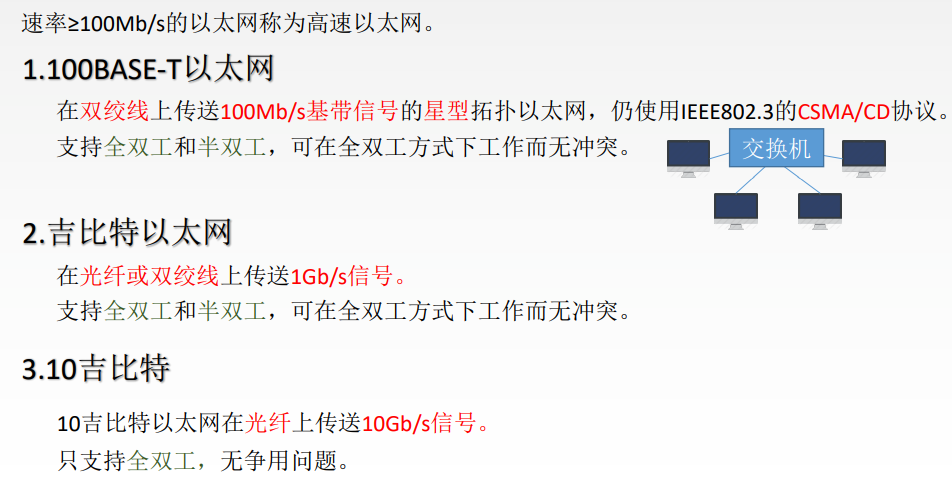 速率≥100Mb/s的以太网称为高速以太网。
1.100BASE-T以太网
在双绞线上传送100Mb/s基带信号的星型拓扑以太网，仍使用IEEE802.3的CSMA/CD协议。
支持全双工和半双工，可在全双工方式下工作而无冲突。
交换机
2.吉比特以太网
在光纤或双绞线上传送1Gb/s信号。
支持全双工和半双工，可在全双工方式下工作而无冲突。
3.10吉比特
10吉比特以太网在光纤上传送10Gb/s信号。
只支持全双工，无争用问题。